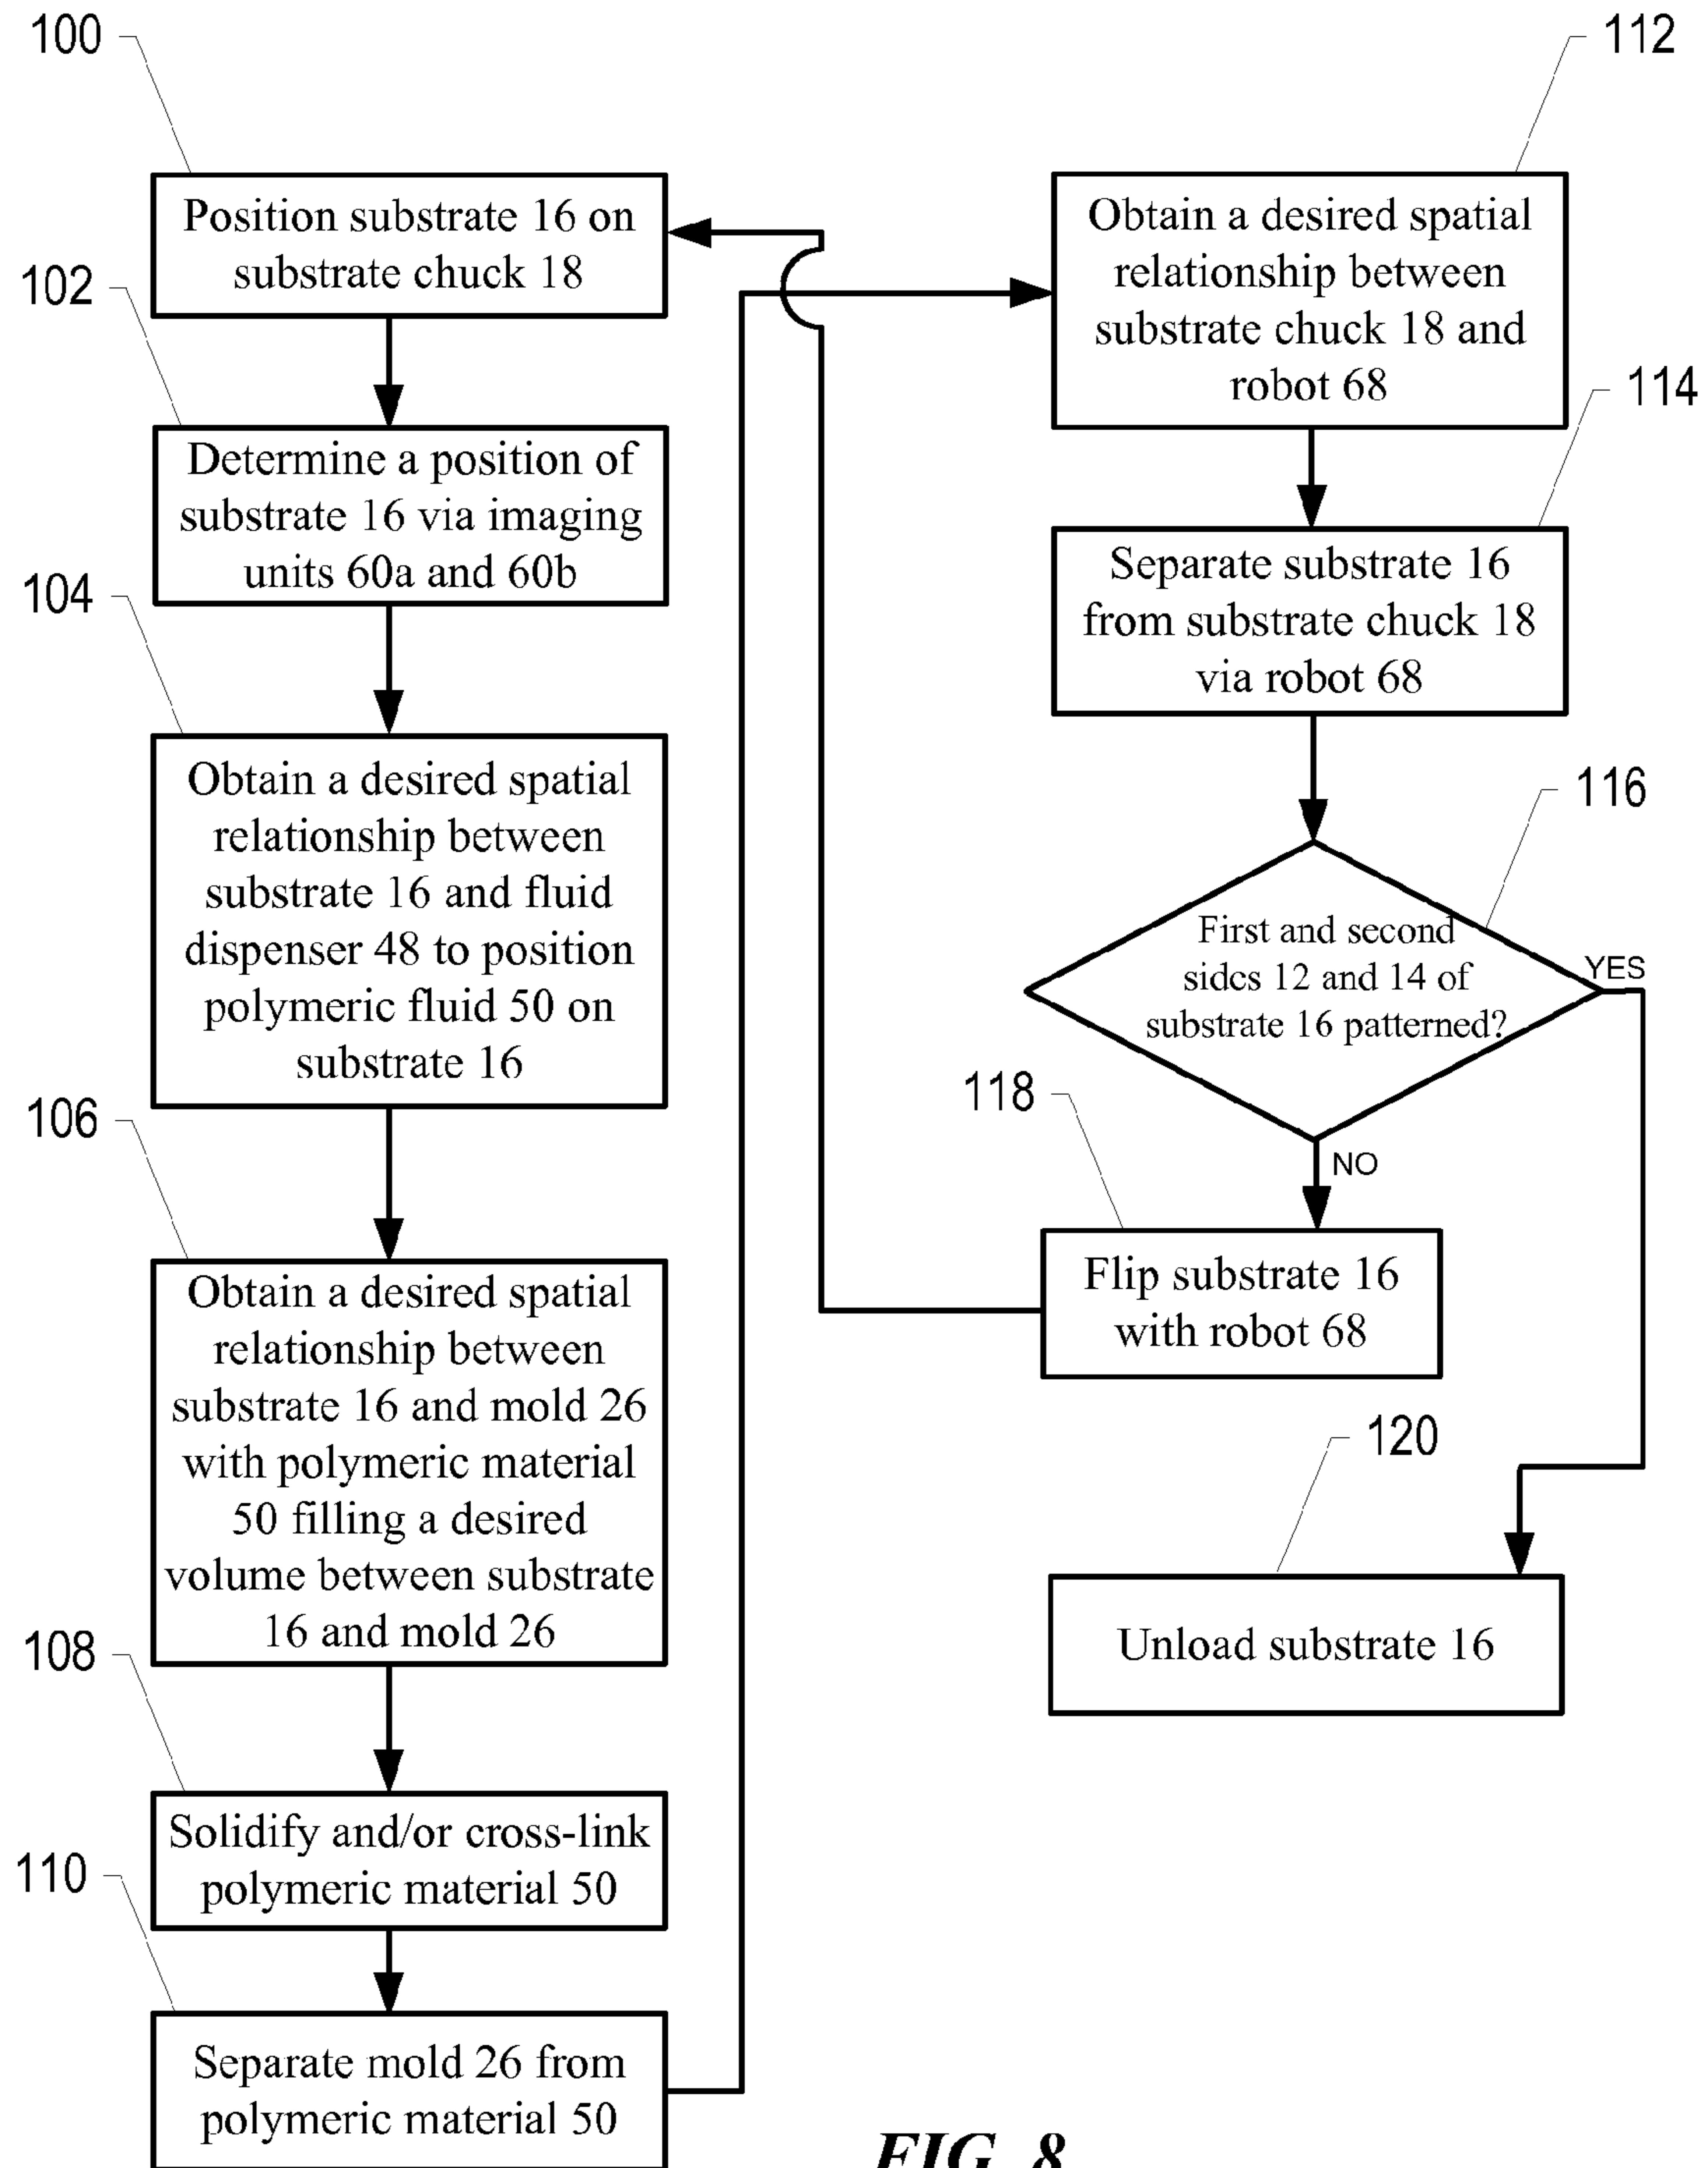 100
Position substrate 16 on
substrate chuck 18
102
Determine a position of
substrate 16 via imaging
units 60a and 60b
104
Obtain a desired spatial
relationship between
substrate 16 and fluid
dispenser 48 to position
polymeric fluid 50 on
substrate 16
106
Obtain a desired spatial
relationship between
substrate 16 and mold 26
with polymeric material
50 filling a desired
volume between substrate
16 and mold 26
108
Solidify and/or cross-link
polymeric material 50
110
Separate mold 26 from
polymeric material 50
112
Obtain a desired spatial
relationship between
substrate chuck 18 and
robot 68
114
Separate substrate 16
from substrate chuck 18
via robot 68
116
First and second
sides 12 and 14 of
substrate 16 patterned?
YES
NO
118
Flip substrate 16
with robot 68
120
Unload substrate 16
FIG. 8